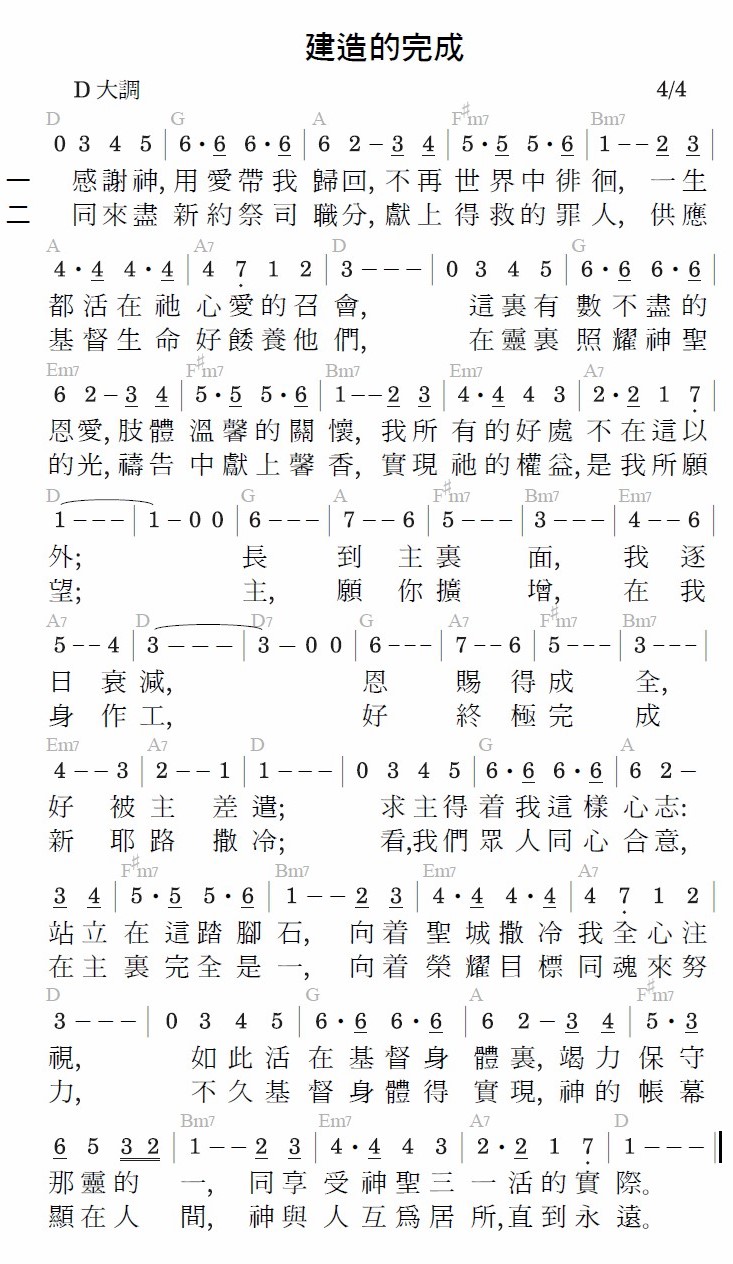 建造的完成
D 大調 4/4
D G A F♯m7 Bm7
0 3 4 5 | 6 · 6 6 · 6 | 6 2 – 3 4 | 5 · 5 5 · 6 | 1 – – 2 3 |
一 感謝神,用愛帶我 歸回,不再世界中徘徊, 一生
二 同來盡 新約祭司 職分,獻上得救的罪人, 供應
A A7 D G
4 · 4 4 · 4 | 4 7 1 2 | 3 – – – | 0 3 4 5 | 6 · 6 6 · 6 |
都活在祂心愛的召會, 這裏有數不盡的
基督生命好餧養他們, 在靈裏照耀神聖
Em7 F♯m7 Bm7 Em7 A7
6 2 – 3 4 | 5 · 5 5 · 6 | 1 – – 2 3 | 4 · 4 4 3 | 2 · 2 1 7 |
恩愛,肢體 溫馨的關懷, 我所有的好處不在這以
的光,禱告 中獻上馨香, 實現祂的權益,是我所願
D G A F♯m7 Bm7 Em7
1 – – – | 1 – 0 0 | 6 – – – | 7 – – 6 | 5 – – – | 3 – – – | 4 – – 6 |
外; 長 到 主 裏 面, 我 逐
望; 主, 願 你 擴 增, 在 我
A7 D D7 G A7 F♯m7 Bm7
5 – – 4 | 3 – – – | 3 – 0 0 | 6 – – – | 7 – – 6 | 5 – – – | 3 – – – |
日 衰 減, 恩 賜 得 成 全,
身 作 工, 好 終 極 完 成
Em7 A7 D G A
4 – – 3 | 2 – – 1 | 1 – – – | 0 3 4 5 | 6 · 6 6 · 6 | 6 2 –
好 被 主 差 遣; 求主得着我這樣心志:
新 耶 路 撒 冷; 看,我們眾人同心合意,
F♯m7 Bm7 Em7 A7
3 4 | 5 · 5 5 · 6 | 1 – – 2 3 | 4 · 4 4 · 4 | 4 7 1 2 |
站立在這踏腳石, 向着聖城撒冷我全心注
在主裏完全是一, 向着榮耀目標同魂來努
D G A F♯m7
3 – – – | 0 3 4 5 | 6 · 6 6 · 6 | 6 2 – 3 4 | 5 · 3
視, 如此活在基督身體裏, 竭力保守
力, 不久基督身體得實現,神的帳幕
Bm7 Em7 A7 D
6 5 3 2 | 1 – – 2 3 | 4 · 4 4 3 | 2 · 2 1 7 | 1 – – – ‖
那靈的一, 同享受神聖三一活的實際。
顯在人間, 神與人互爲居所,直到永遠。